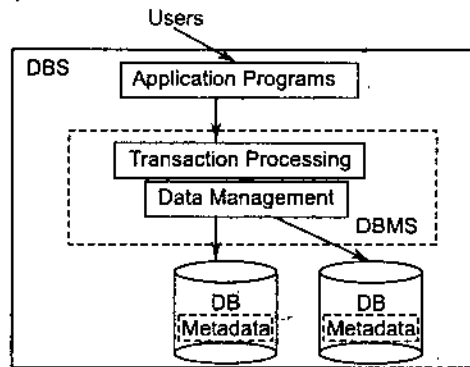 Users
DBS
Application Programs
Transaction Processing
Data Management
DBMS
DB
Metadata
DB
Metadata